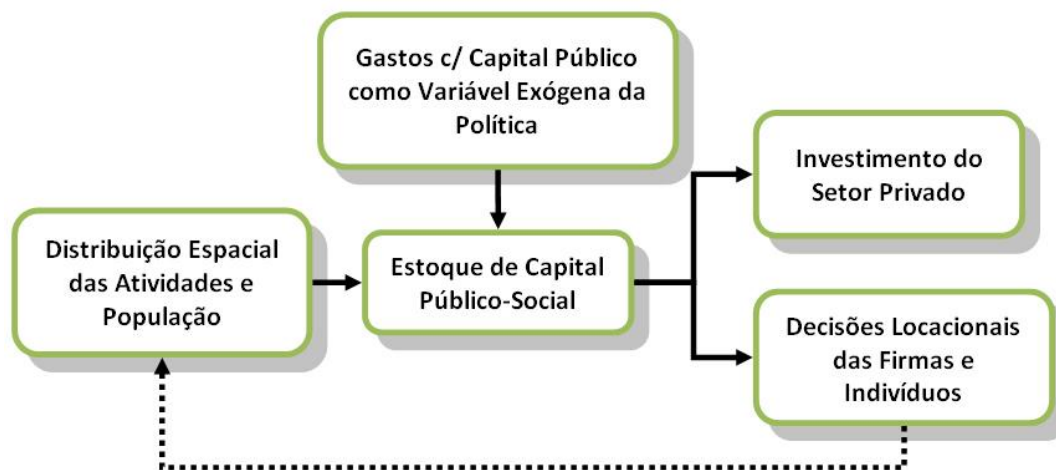 Gastos c/ Capital Público
como Variável Exógena da
Política
Investimento do
Setor Privado
Distribuição Espacial
das Atividades e
População
Estoque de Capital
Público-Social
Decisões Locacionais
das Firmas e
Indivíduos